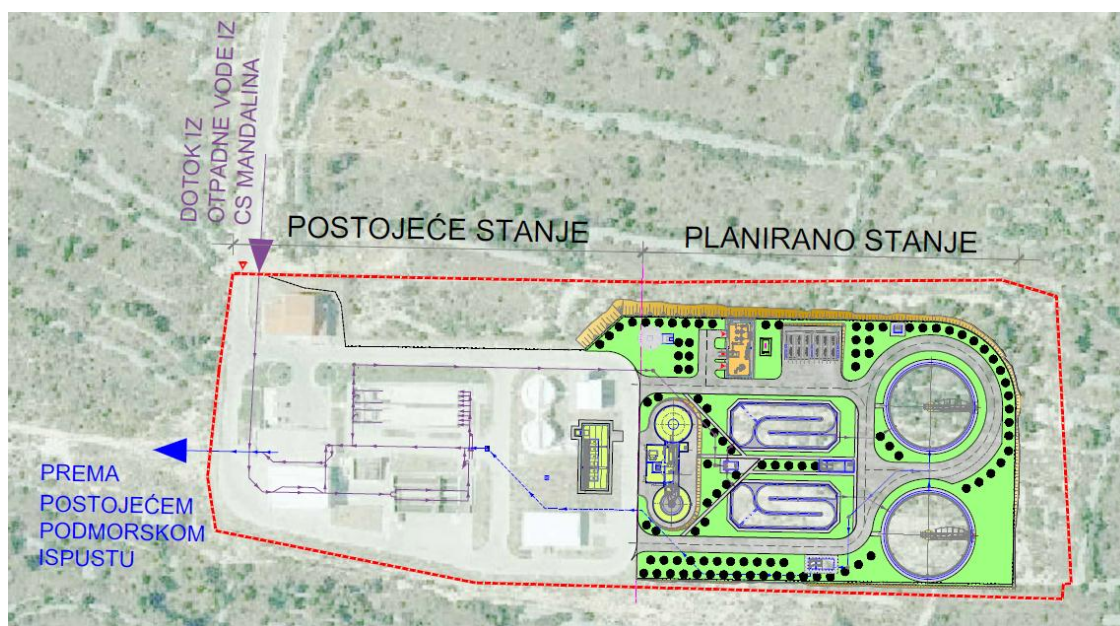 DOTOK IZ
OTPADNE VODE IZ
CS MANDALINA
POSTOJEĆE STANJE
PLANIRANO STANJE
PREMA
POSTOJEĆEM
PODMORSKOM
ISPUSTU